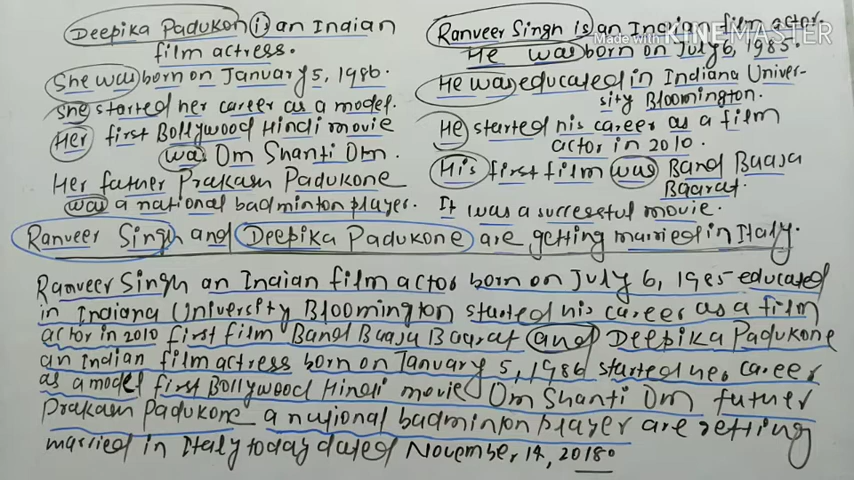 Deepika Padukon is an Indian
film actress.
She was born on January 5, 1986.
she started her career as a model.
Her first Bollywood Hindi movie
was Om Shanti Om.
Her father Prakash Padukone
was a national badminton player.
Ranveer Singh is an Indian film actor.
He was born on July 6, 1985.
He was educated in Indiana Univer-
sity Bloomington.
He started his career as a film
actor in 2010.
His first film was Band Baaja
Baarat.
It was a successful movie.
Ranveer Singh and Deepika Padukone are getting married in Italy.
Ranveer Singh an Indian film actor born on July 6, 1985 educated
in Indiana University Bloomington started his career as a film
actor in 2010 first film Band Baaja Baarat and Deepika Padukone
an Indian film actress born on January 5, 1986 started her career
as a model first Bollywood Hindi movie Om Shanti Om father
Prakash Padukone a national badminton player are getting
married in Italy today dated November 14, 2018.
Made with KINEMASTER